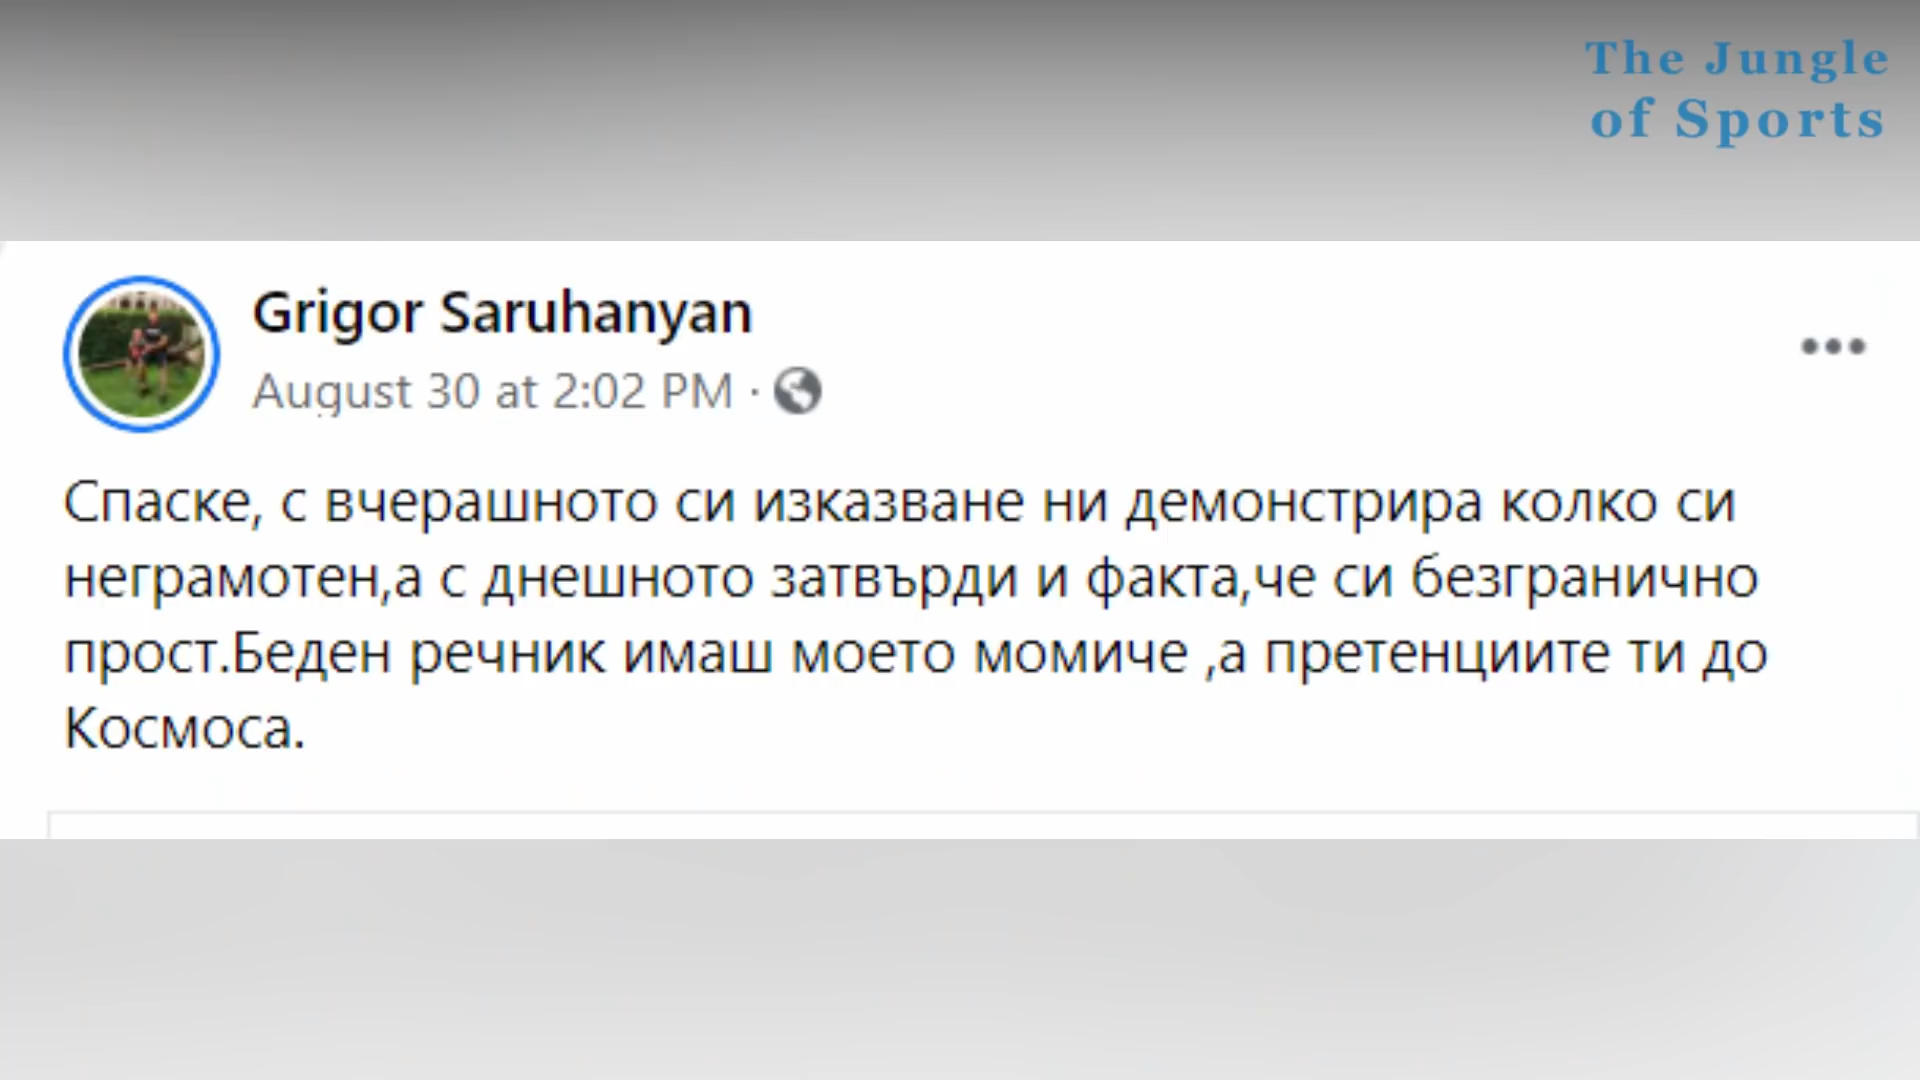 The Jungle
of Sports
Grigor Saruhanyan
August 30 at 2:02 PM ·
Спаске, с вчерашното си изказване ни демонстрира колко си
неграмотен,а с днешното затвърди и факта,че си безгранично
прост.Беден речник имаш моето момиче ,а претенциите ти до
Космоса.